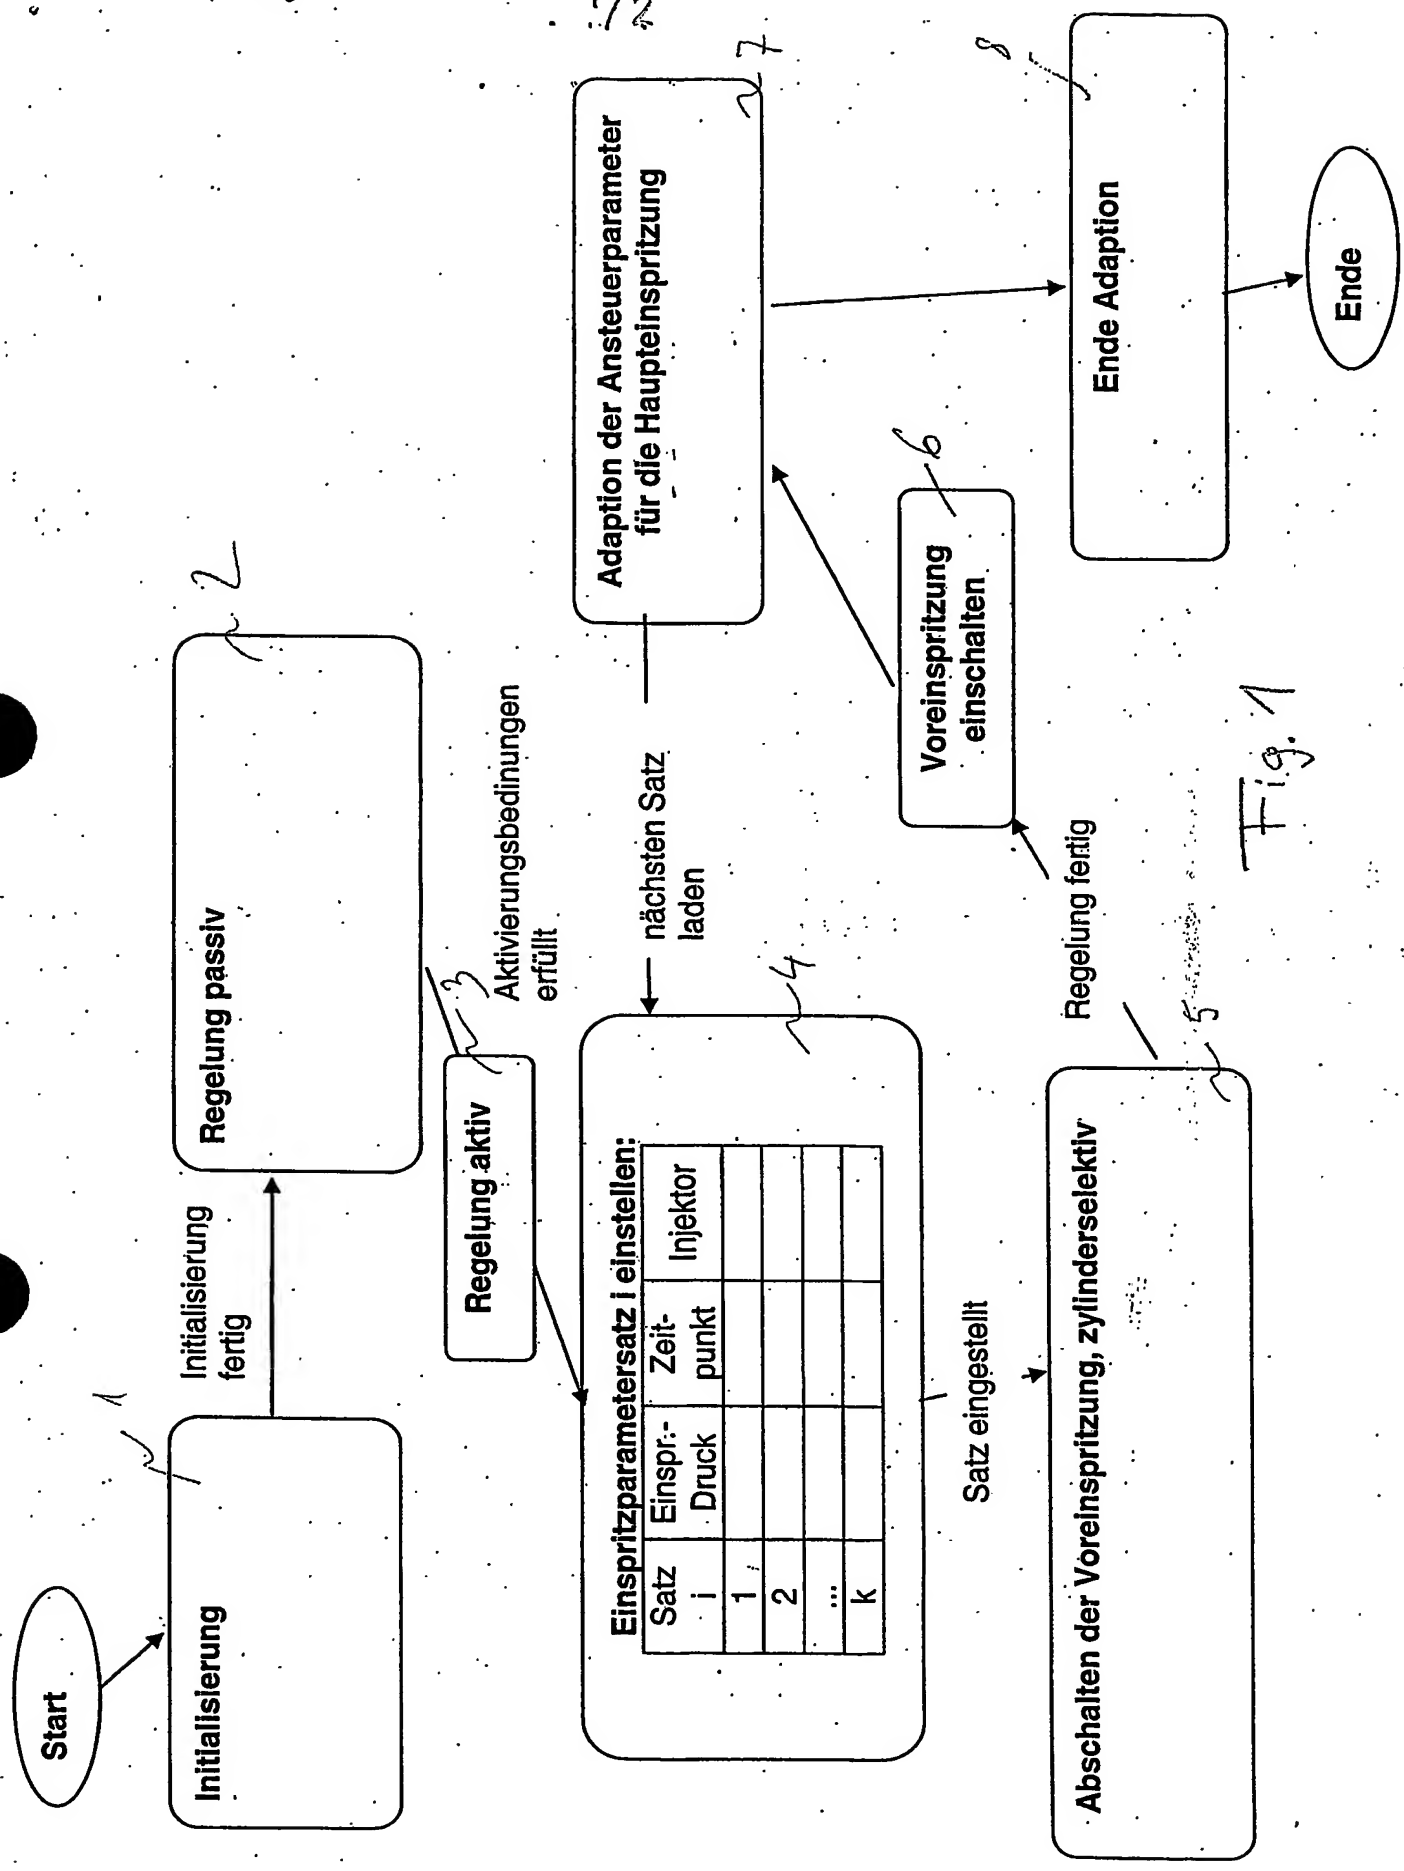 Start
Initialisierung
1
Initialisierung
fertig
Regelung passiv
2
Aktivierungsbedinungen
erfüllt
Regelung aktiv
3
Einspritzparametersatz i einstellen:
Satz
i
Einspr.-
Druck
Zeit-
punkt
Injektor
1
2
...
k
4
nächsten Satz
laden
Adaption der Ansteuerparameter
für die Haupteinspritzung
7
Satz eingestellt
Abschalten der Voreinspritzung, zylinderselektiv
5
Regelung fertig
Voreinspritzung
einschalten
6
Ende Adaption
8
Ende
Fig. 1